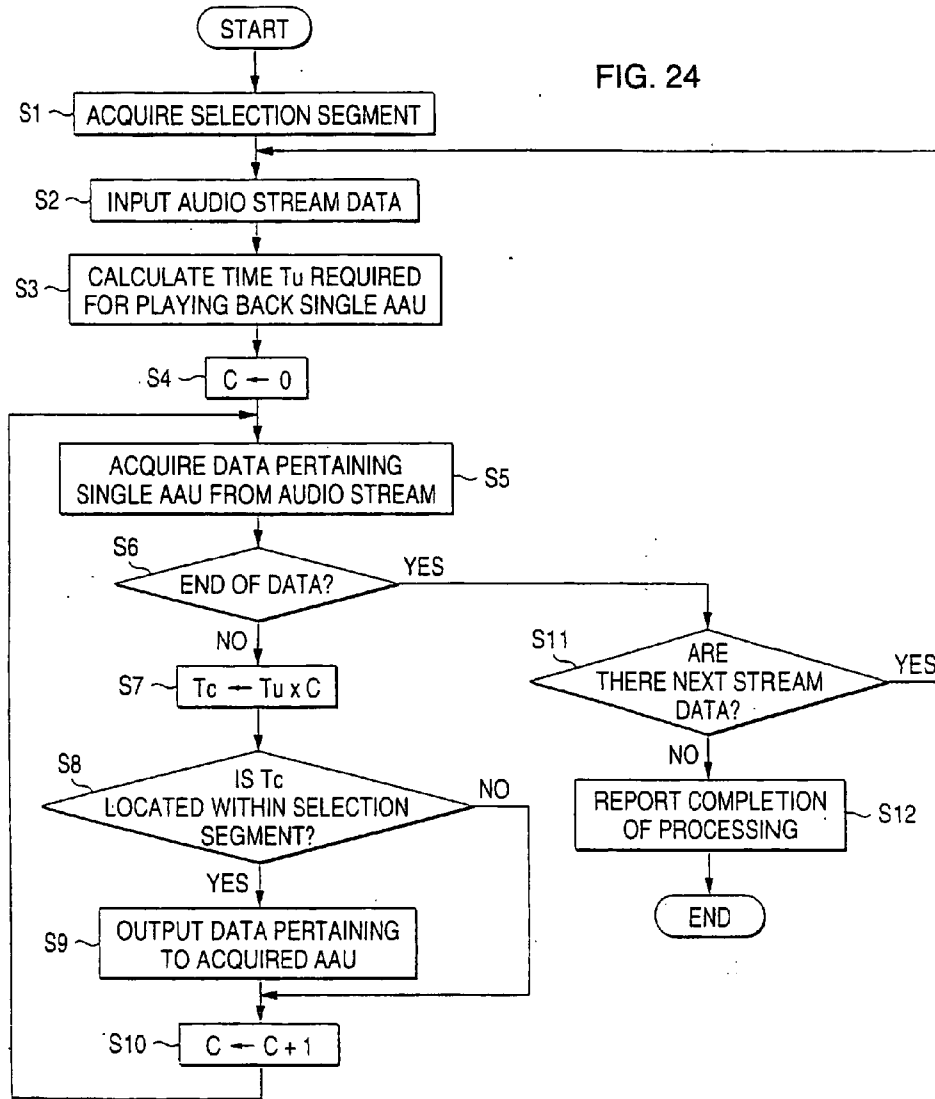 START
FIG. 24
S1
ACQUIRE SELECTION SEGMENT
S2
INPUT AUDIO STREAM DATA
S3
CALCULATE TIME Tu REQUIRED
FOR PLAYING BACK SINGLE AAU
S4
C ← 0
ACQUIRE DATA PERTAINING
SINGLE AAU FROM AUDIO STREAM
S5
S6
END OF DATA?
YES
NO
S7
Tc ← Tu x C
S8
IS Tc
LOCATED WITHIN SELECTION
SEGMENT?
NO
YES
S9
OUTPUT DATA PERTAINING
TO ACQUIRED AAU
S10
C ← C + 1
S11
ARE
THERE NEXT STREAM
DATA?
YES
NO
REPORT COMPLETION
OF PROCESSING
S12
END